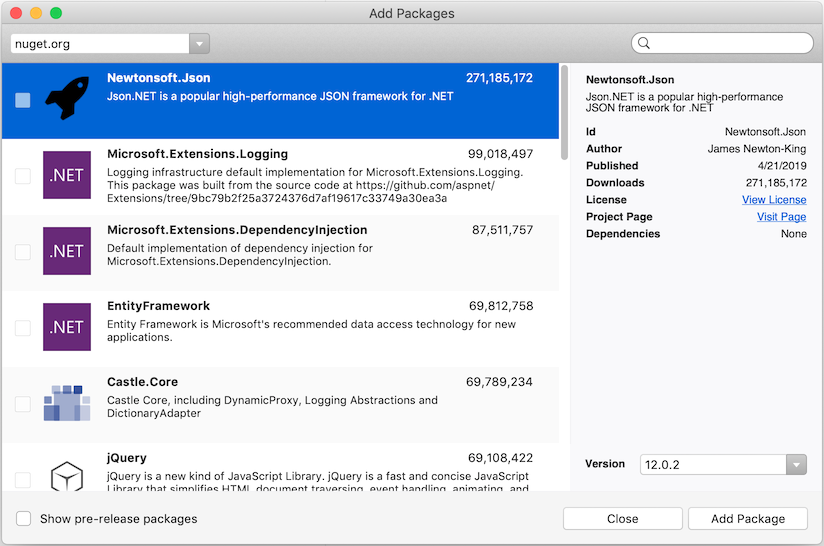 Add Packages
nuget.org
Newtonsoft.Json 271,185,172
Json.NET is a popular high-performance JSON framework for .NET
.NET
Microsoft.Extensions.Logging 99,018,497
Logging infrastructure default implementation for Microsoft.Extensions.Logging.
This package was built from the source code at https://github.com/aspnet/
Extensions/tree/9bc79b2f25a3724376d7af19617c33749a30ea3a
.NET
Microsoft.Extensions.DependencyInjection 87,511,757
Default implementation of dependency injection for
Microsoft.Extensions.DependencyInjection.
.NET
EntityFramework 69,812,758
Entity Framework is Microsoft's recommended data access technology for new
applications.
Castle.Core 69,789,234
Castle Core, including DynamicProxy, Logging Abstractions and
DictionaryAdapter
jQuery 69,108,422
jQuery is a new kind of JavaScript Library. jQuery is a fast and concise JavaScript
Library that simplifies HTML document traversing, event handling, animating, and
Newtonsoft.Json
Json.NET is a popular high-performance
JSON framework for .NET
Id Newtonsoft.Json
Author James Newton-King
Published 4/21/2019
Downloads 271,185,172
License View License
Project Page Visit Page
Dependencies None
Version 12.0.2
Show pre-release packages
Close
Add Package